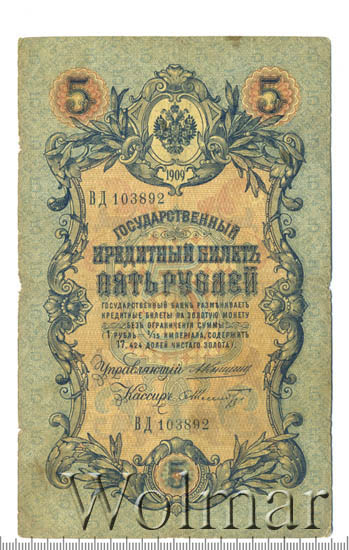 5 5
1909
ВД 103892
ГОСУДАРСТВЕННЫЙ
КРЕДИТНЫЙ БИЛЕТЪ
ПЯТЬ РУБЛЕЙ
ГОСУДАРСТВЕННЫЙ БАНКЪ РАЗМѢНИВАЕТЪ
КРЕДИТНЫЕ БИЛЕТЫ НА ЗОЛОТУЮ МОНЕТУ
БЕЗЪ ОГРАНИЧЕНІЯ СУММЫ
(1 РУБЛЬ = 1/15 ИМПЕРІАЛА, СОДЕРЖИТЪ
17,424 ДОЛЕЙ ЧИСТАГО ЗОЛОТА).
Управляющій
Кассиръ
ВД 103892
5
Wolmar